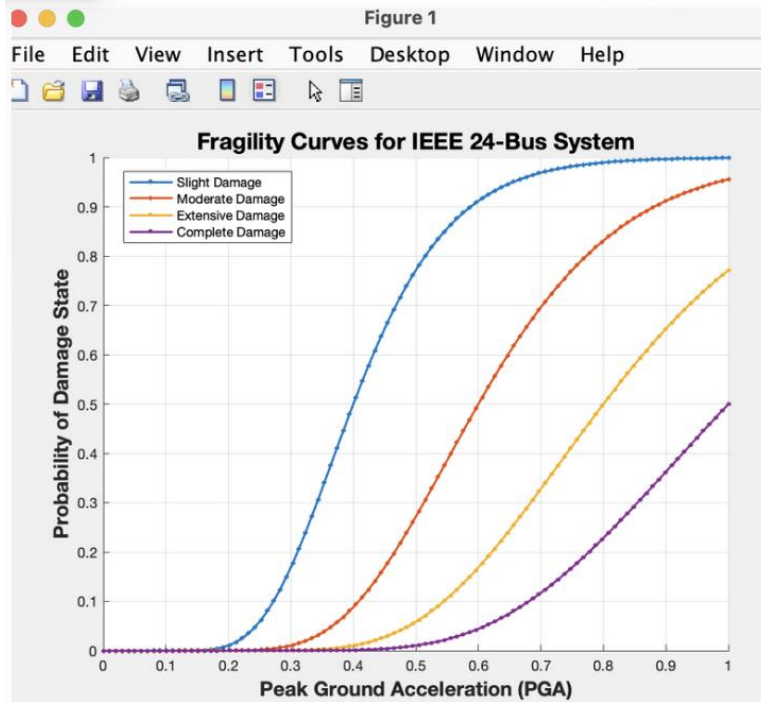 Figure 1
File Edit View Insert Tools Desktop Window Help
Fragility Curves for IEEE 24-Bus System
Slight Damage
Moderate Damage
Extensive Damage
Complete Damage
Probability of Damage State
1
0.9
0.8
0.7
0.6
0.5
0.4
0.3
0.2
0.1
0
0 0.1 0.2 0.3 0.4 0.5 0.6 0.7 0.8 0.9 1
Peak Ground Acceleration (PGA)